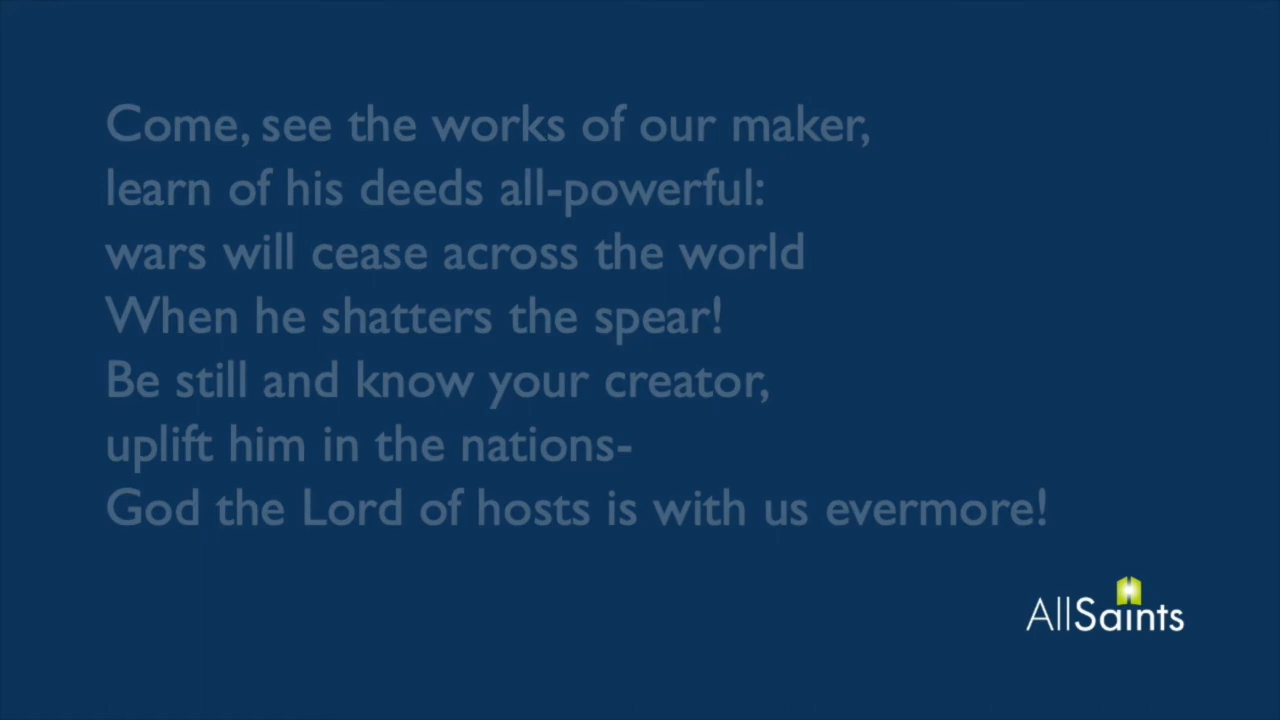 Come, see the works of our maker,
learn of his deeds all-powerful:
wars will cease across the world
When he shatters the spear!
Be still and know your creator,
uplift him in the nations-
God the Lord of hosts is with us evermore!
AllSaints